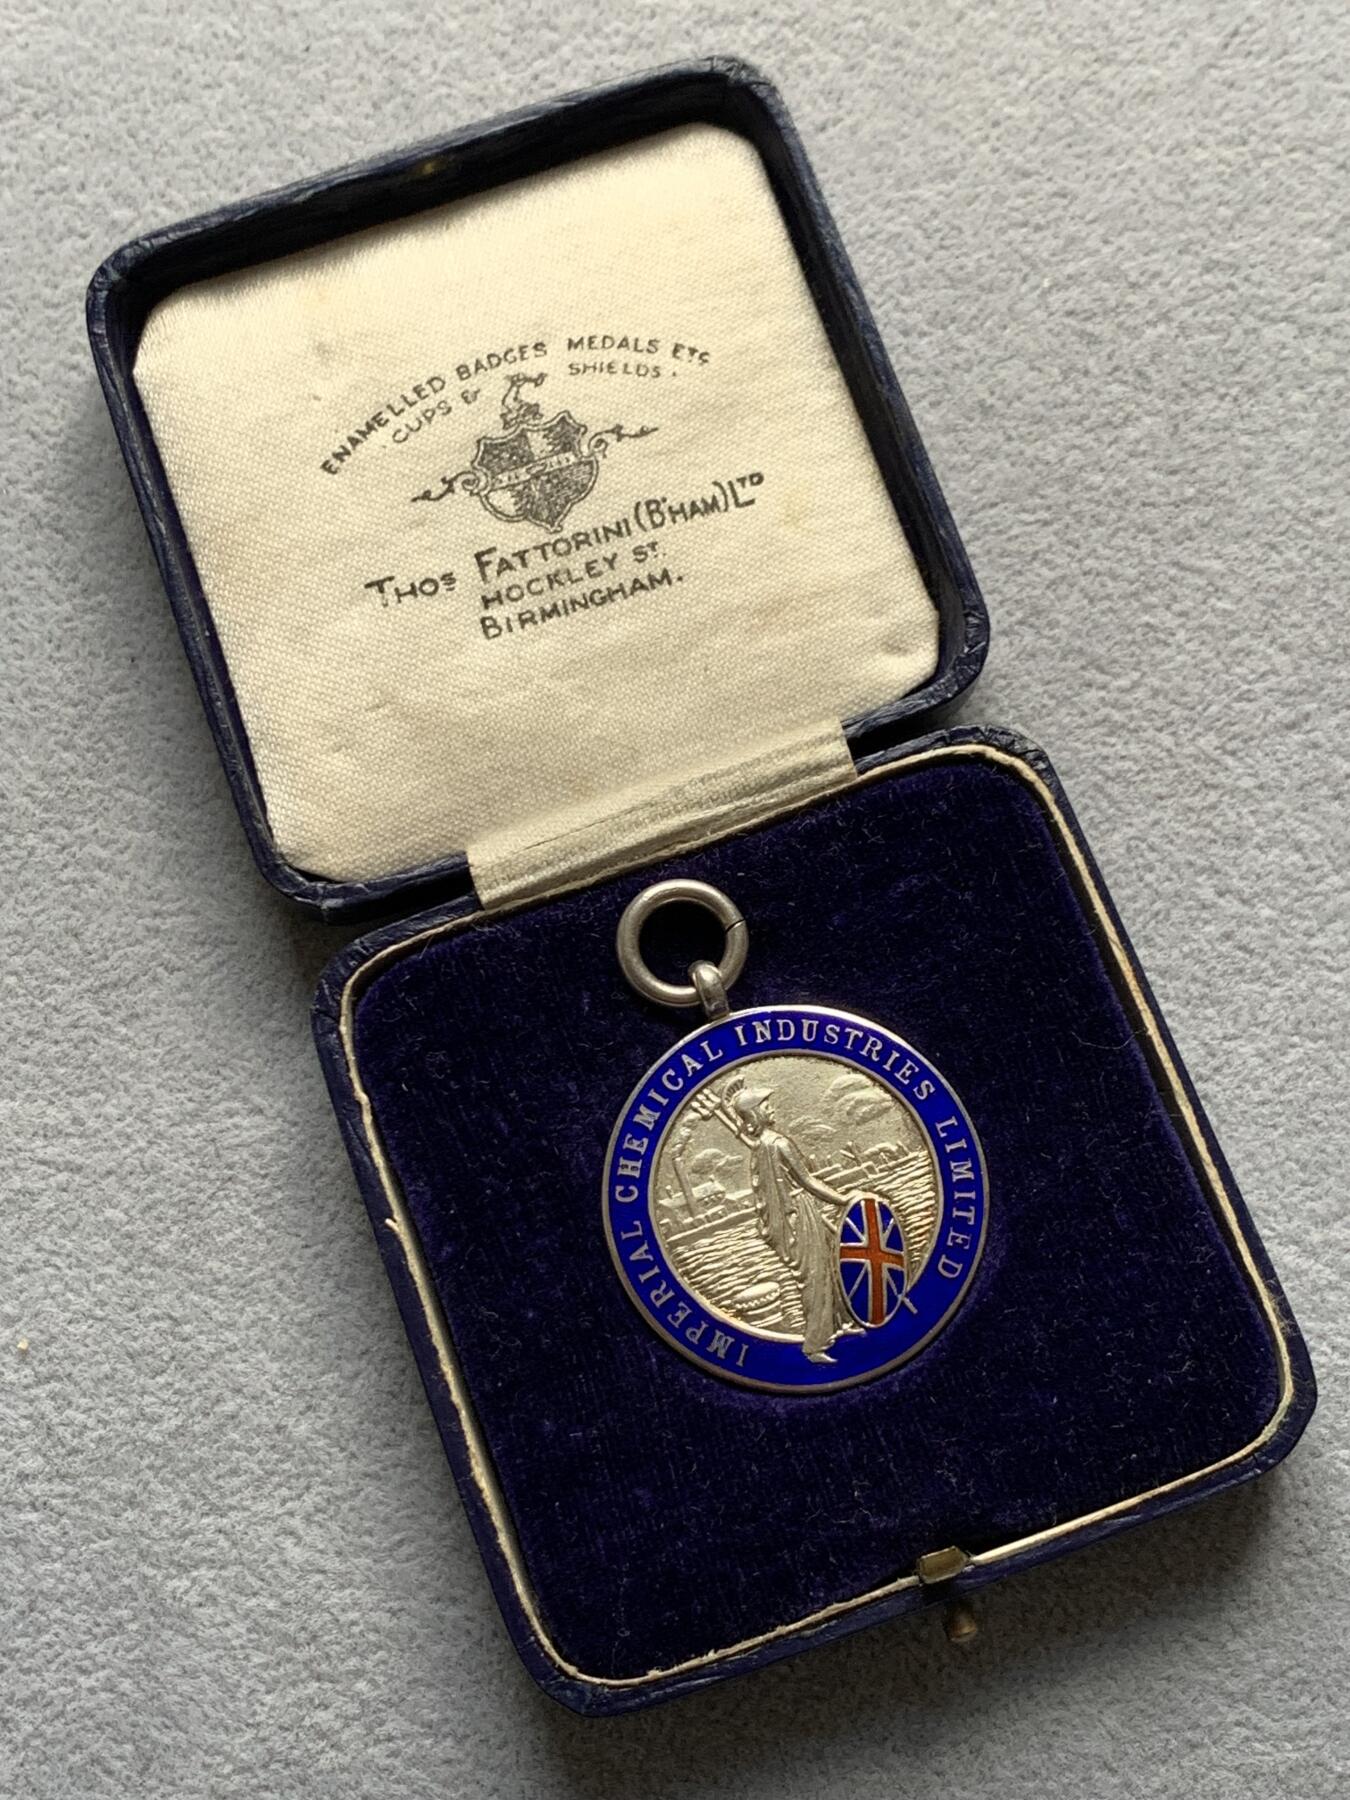 ENAMELLED BADGES MEDALS ETC
CUPS & SHIELDS.
THOS FATTORINI (B'HAM) LTD
HOCKLEY ST.
BIRMINGHAM.
IMPERIAL CHEMICAL INDUSTRIES LIMITED